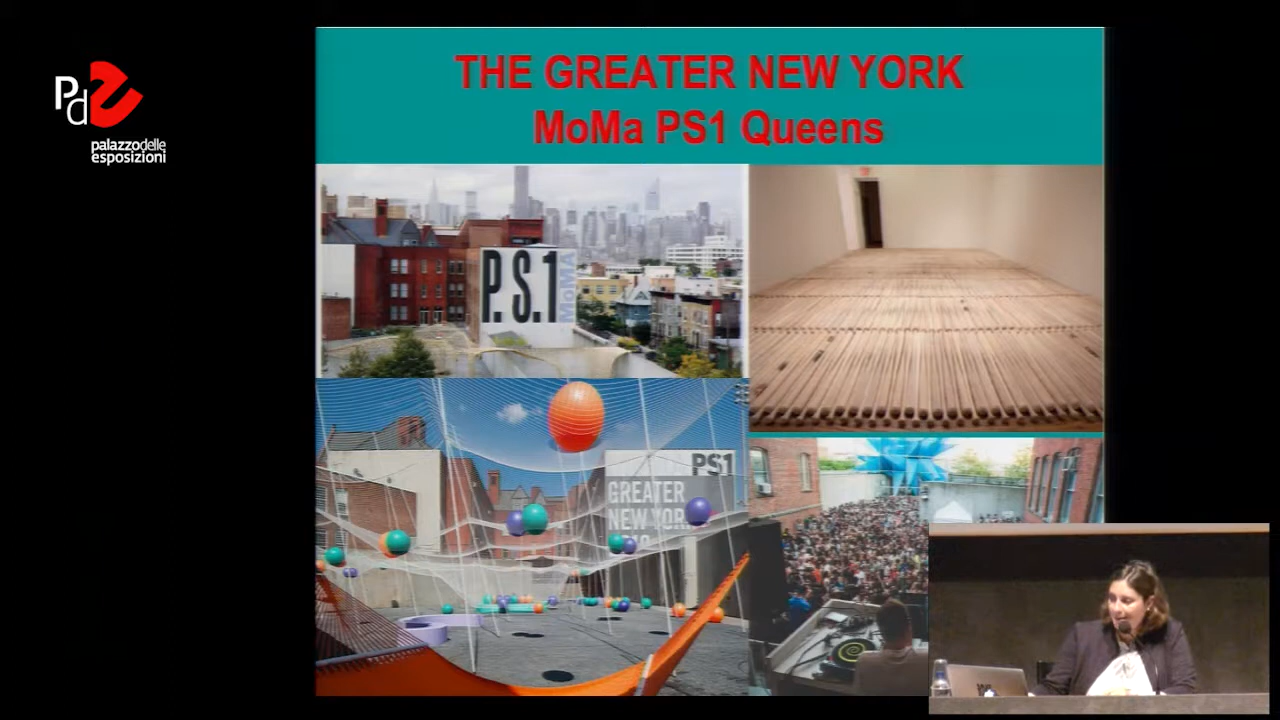 Pd
palazzodelle
esposizioni
THE GREATER NEW YORK
MoMa PS1 Queens
P.S.1
MoMA
PS1
GREATER
NEW YORK